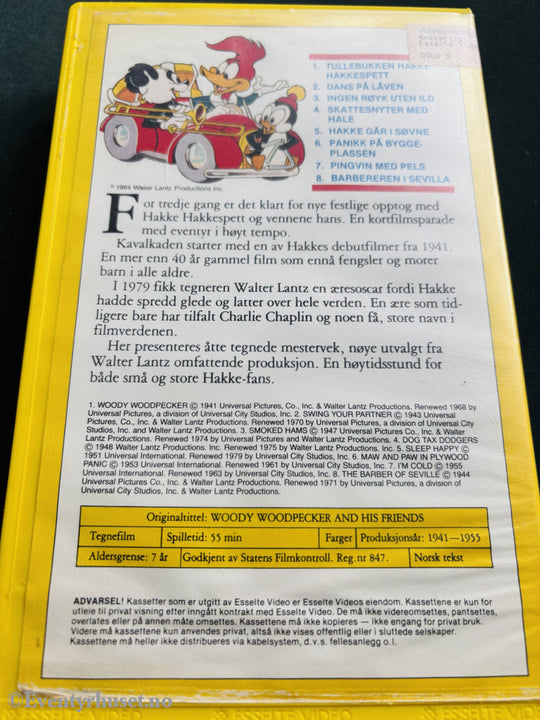 OSLO 3
1. TULLEBUKKEN HAKKE
HAKKESPETT
2. DANS PÅ LÅVEN
3. INGEN RØYK UTEN ILD
4. SKATTESNYTER MED
HALE
5. HAKKE GÅR I SØVNE
6. PANIKK PÅ BYGGE-
PLASSEN
7. PINGVIN MED PELS
8. BARBEREREN I SEVILLA
© 1984 Walter Lantz Productions Inc.
For tredje gang er det klart for nye festlige opptog med
Hakke Hakkespett og vennene hans. En kortfilmsparade
med eventyr i høyt tempo.
Kavalkaden starter med en av Hakkes debutfilmer fra 1941.
En mer enn 40 år gammel film som ennå fengsler og morer
barn i alle aldre.
I 1979 fikk tegneren Walter Lantz en æresoscar fordi Hakke
hadde spredd glede og latter over hele verden. En ære som tid-
ligere bare har tilfalt Charlie Chaplin og noen få, store navn i
filmverdenen.
Her presenteres åtte tegnede mesterverk, nøye utvalgt fra
Walter Lantz omfattende produksjon. En høytidsstund for
både små og store Hakke-fans.
1. WOODY WOODPECKER © 1941 Universal Pictures, Co., Inc. & Walter Lantz Productions. Renewed 1968 by
Universal Pictures, a division of Universal City Studios, Inc. 2. SWING YOUR PARTNER © 1943 Universal
Pictures, Co., Inc. & Walter Lantz Productions. Renewed 1970 by Universal Pictures, a division of Universal City
Studios, Inc. and Walter Lantz Productions. 3. SMOKED HAMS © 1947 Universal Pictures Co., Inc. & Walter
Lantz Productions. Renewed 1974 by Universal Pictures and Walter Lantz Productions. 4. DOG TAX DODGERS
© 1948 Walter Lantz Productions Inc. Renewed 1975 by Walter Lantz Productions Inc. 5. SLEEP HAPPY ©
1951 Universal International. Renewed 1979 by Universal City Studios, Inc. 6. MAW AND PAW IN PLYWOOD
PANIC © 1953 Universal International. Renewed 1961 by Universal City Studios, Inc. 7. I'M COLD © 1955
Universal International. Renewed 1963 by Universal City Studios, Inc. 8. THE BARBER OF SEVILLE © 1944
Universal Pictures Co., Inc. & Walter Lantz Productions. Renewed 1971 by Universal Pictures, a division of
Universal City Studios, Inc. & Walter Lantz Productions.
Originaltittel: WOODY WOODPECKER AND HIS FRIENDS
Tegnefilm Spilletid: 55 min Farger Produksjonsår: 1941—1955
Aldersgrense: 7 år Godkjent av Statens Filmkontroll. Reg.nr 847. Norsk tekst
ADVARSEL! Kassetter som er utgitt av Esselte Video er Esselte Videos eiendom. Kassettene er kun for
utleie til privat visning etter inngått kontrakt med Esselte Video. De må ikke videreomsettes, pantsettes,
overlates eller på annen måte omsettes. Kassettene må ikke kopieres — ikke engang for privat bruk.
Videre må kassettene kun anvendes privat, altså ikke vises offentlig eller i sluttede selskaper.
Kassettene må heller ikke distribueres via kabelsystem, d.v.s. fellesanlegg o.l.
©Eventyrhuset.no
ESSELTE VIDEO